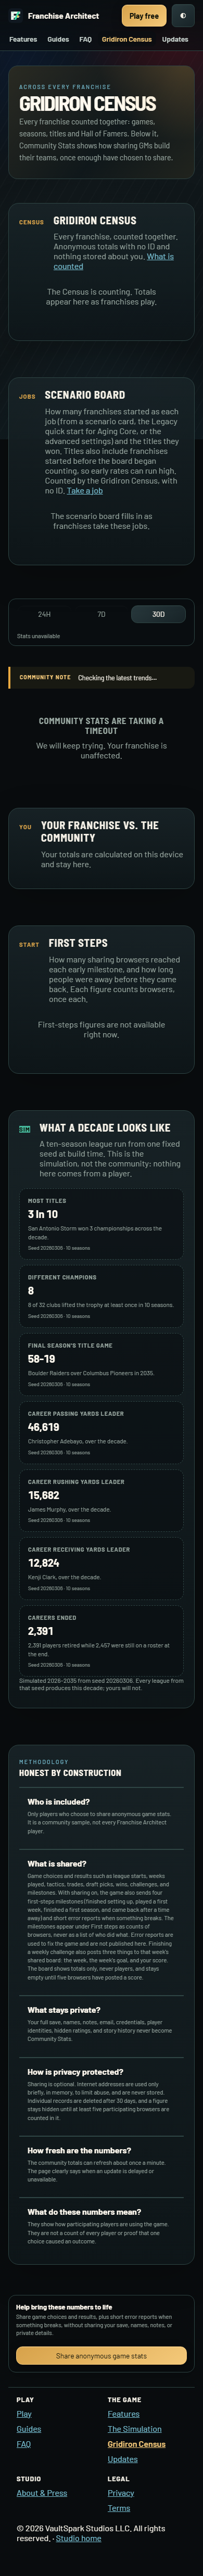 Franchise Architect
Play free
Features Guides FAQ Gridiron Census Updates
ACROSS EVERY FRANCHISE
GRIDIRON CENSUS
Everything counted together: games,
seasons, titles and Hall of Famers. Below it,
Community Stats shows how sharing GMs build
their teams, once enough have chosen to share.
CENSUS
GRIDIRON CENSUS
Every franchise, counted together.
Anonymous totals with no ID and
nothing stored about you. What is
counted
The Census is counting. Totals
appear here as franchises play.
JOBS
SCENARIO BOARD
How many franchises started as each
job (from a scenario card, the Legacy
quick start for Aging Core, or the
advanced settings) and the titles they
won. Titles also include franchises
started before the board began
counting, so early rates can run high.
Counted by the Gridiron Census, with
no ID. Take a job
The scenario board fills in as
franchises take these jobs.
24H 7D 30D
Stats unavailable
COMMUNITY NOTE Checking the latest trends…
COMMUNITY STATS ARE TAKING A
TIMEOUT
We will keep trying. Your franchise is
unaffected.
YOU
YOUR FRANCHISE VS. THE
COMMUNITY
Your totals are calculated on this device
and stay here.
START
FIRST STEPS
How many sharing browsers reached
each early milestone, and how long
people were away before they came
back. Each figure counts browsers,
once each.
First-steps figures are not available
right now.
SIM
WHAT A DECADE LOOKS LIKE
A ten-season league run from one fixed
seed at build time. This is the
simulation, not the community: nothing
here comes from a player.
MOST TITLES
3 in 10
San Antonio Storm won 3 championships across the
decade.
Seed 20260306 · 10 seasons
DIFFERENT CHAMPIONS
8
8 of 32 clubs lifted the trophy at least once in 10 seasons.
Seed 20260306 · 10 seasons
FINAL SEASON'S TITLE GAME
58-19
Boulder Raiders over Columbus Pioneers in 2035.
Seed 20260306 · 10 seasons
CAREER PASSING YARDS LEADER
46,619
Christopher Adebayo, over the decade.
Seed 20260306 · 10 seasons
CAREER RUSHING YARDS LEADER
15,682
James Murphy, over the decade.
Seed 20260306 · 10 seasons
CAREER RECEIVING YARDS LEADER
12,824
Kenji Clark, over the decade.
Seed 20260306 · 10 seasons
CAREERS ENDED
2,391
2,391 players retired while 2,457 were still on a roster at
the end.
Seed 20260306 · 10 seasons
Simulated 2026-2035 from seed 20260306. Every league from
that seed produces this decade; yours will not.
METHODOLOGY
HONEST BY CONSTRUCTION
Who is included?
Only players who choose to share anonymous game stats.
It is a community sample, not every Franchise Architect
player.
What is shared?
Game choices and results such as league starts, weeks
played, tactics, trades, draft picks, wins, challenges, and
milestones. With sharing on, the game also sends four
first-steps milestones (finished setting up, played a first
week, finished a first season, and came back after a time
away) and short error reports when something breaks. The
milestones appear under First steps as counts of
browsers, never as a list of who did what. Error reports are
used to fix the game and are not published here. Finishing
a weekly challenge also posts three things to that week's
shared board: the week, the week's goal, and your score.
The board shows totals only, never players, and stays
empty until five browsers have posted a score.
What stays private?
Your full save, names, notes, email, credentials, player
identities, hidden ratings, and story history never become
Community Stats.
How is privacy protected?
Sharing is optional. Internet addresses are used only
briefly, in memory, to limit abuse, and are never stored.
Individual records are deleted after 30 days, and a figure
stays hidden until at least five participating browsers are
counted in it.
How fresh are the numbers?
The community totals can refresh about once a minute.
The page clearly says when an update is delayed or
unavailable.
What do these numbers mean?
They show how participating players are using the game.
They are not a count of every player or proof that one
choice caused an outcome.
Help bring these numbers to life
Share game choices and results, plus short error reports when
something breaks, without sharing your save, names, notes, or
private details.
Share anonymous game stats
PLAY
Play
Guides
FAQ
THE GAME
Features
The Simulation
Gridiron Census
Updates
STUDIO
About & Press
LEGAL
Privacy
Terms
© 2026 VaultSpark Studios LLC. All rights
reserved. · Studio home